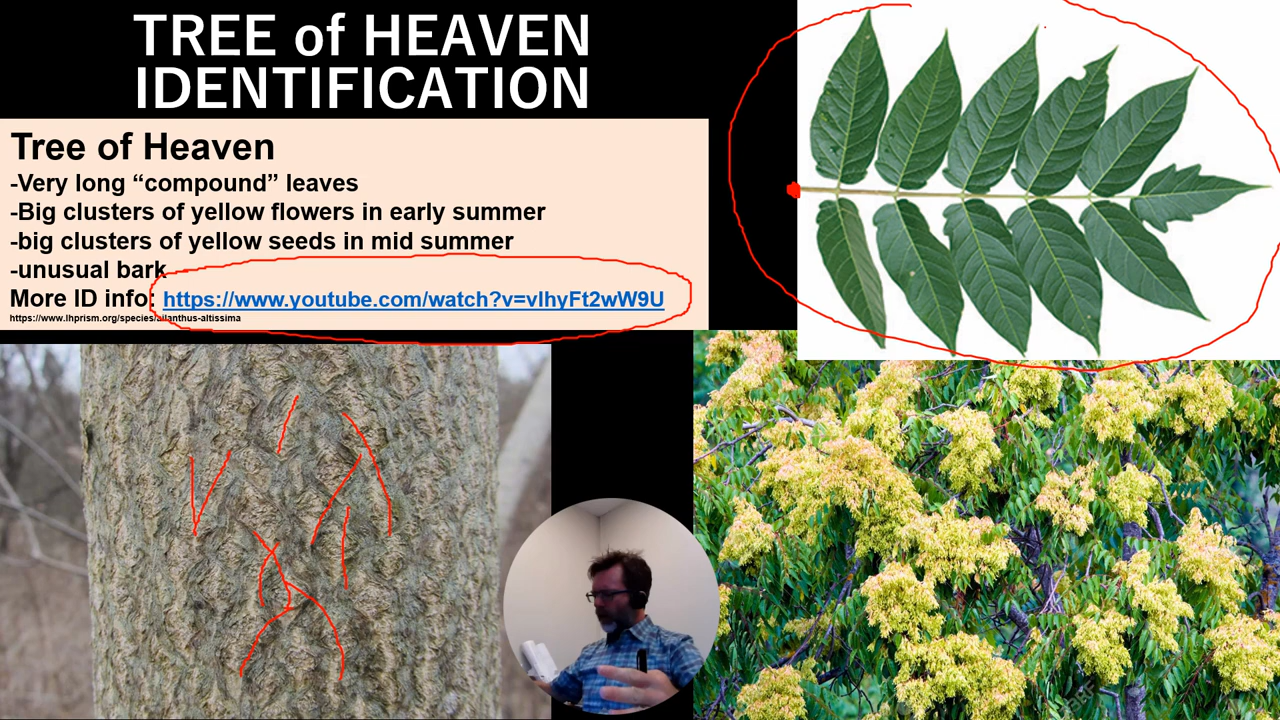 TREE of HEAVEN
IDENTIFICATION
Tree of Heaven
-Very long “compound” leaves
-Big clusters of yellow flowers in early summer
-big clusters of yellow seeds in mid summer
-unusual bark
More ID info: https://www.youtube.com/watch?v=vlhyFt2wW9U
https://www.lhprism.org/species/ailanthus-altissima